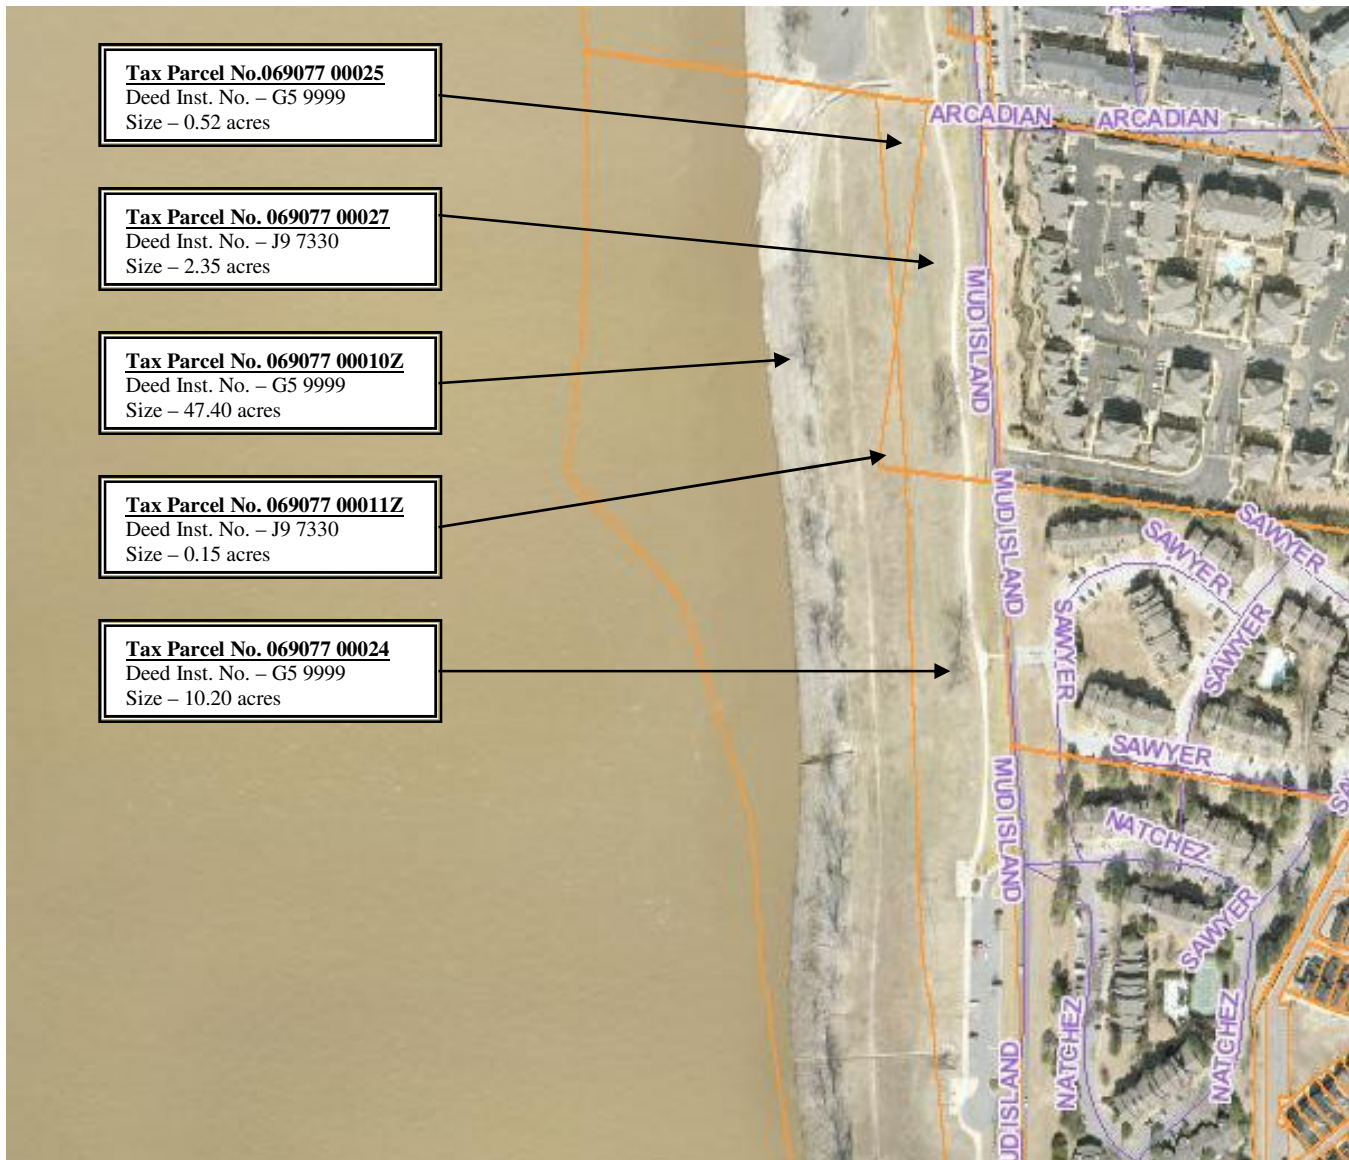 Tax Parcel No.069077 00025
Deed Inst. No. – G5 9999
Size – 0.52 acres
Tax Parcel No. 069077 00027
Deed Inst. No. – J9 7330
Size – 2.35 acres
Tax Parcel No. 069077 00010Z
Deed Inst. No. – G5 9999
Size – 47.40 acres
Tax Parcel No. 069077 00011Z
Deed Inst. No. – J9 7330
Size – 0.15 acres
Tax Parcel No. 069077 00024
Deed Inst. No. – G5 9999
Size – 10.20 acres
ARCADIAN
ARCADIAN
MUD ISLAND
MUD ISLAND
SAWYER
SAWYER
SAWYER
SAWYER
SAWYER
MUD ISLAND
NATCHEZ
SAWYER
NATCHEZ
NATCHEZ
UD ISLAND